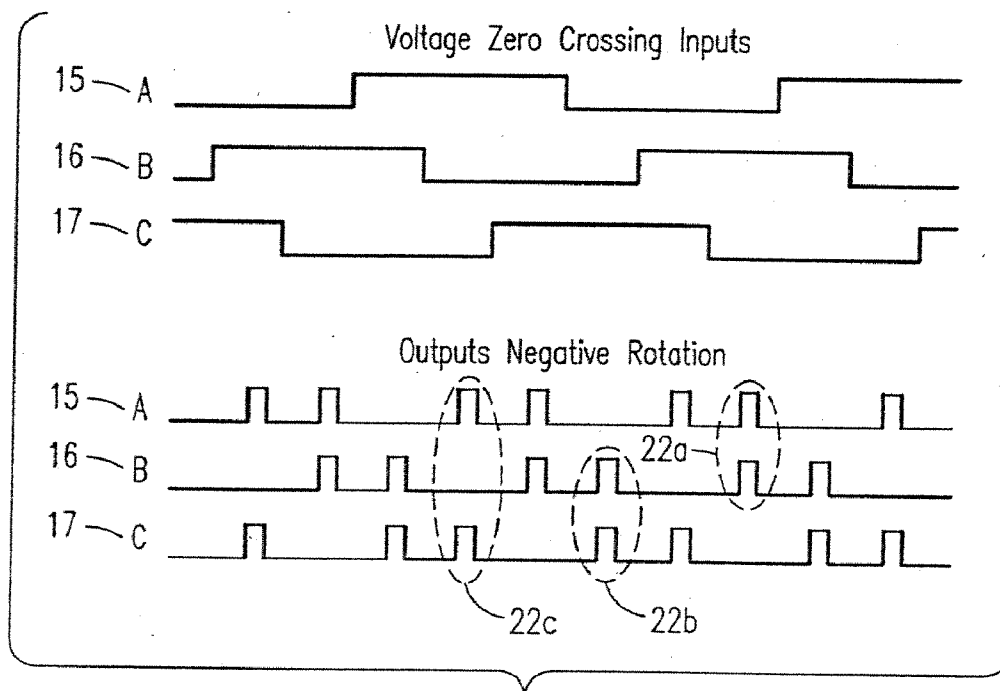 Voltage Zero Crossing Inputs
15 A
16 B
17 C
Outputs Negative Rotation
15 A
16 B
22a
17 C
22c
22b